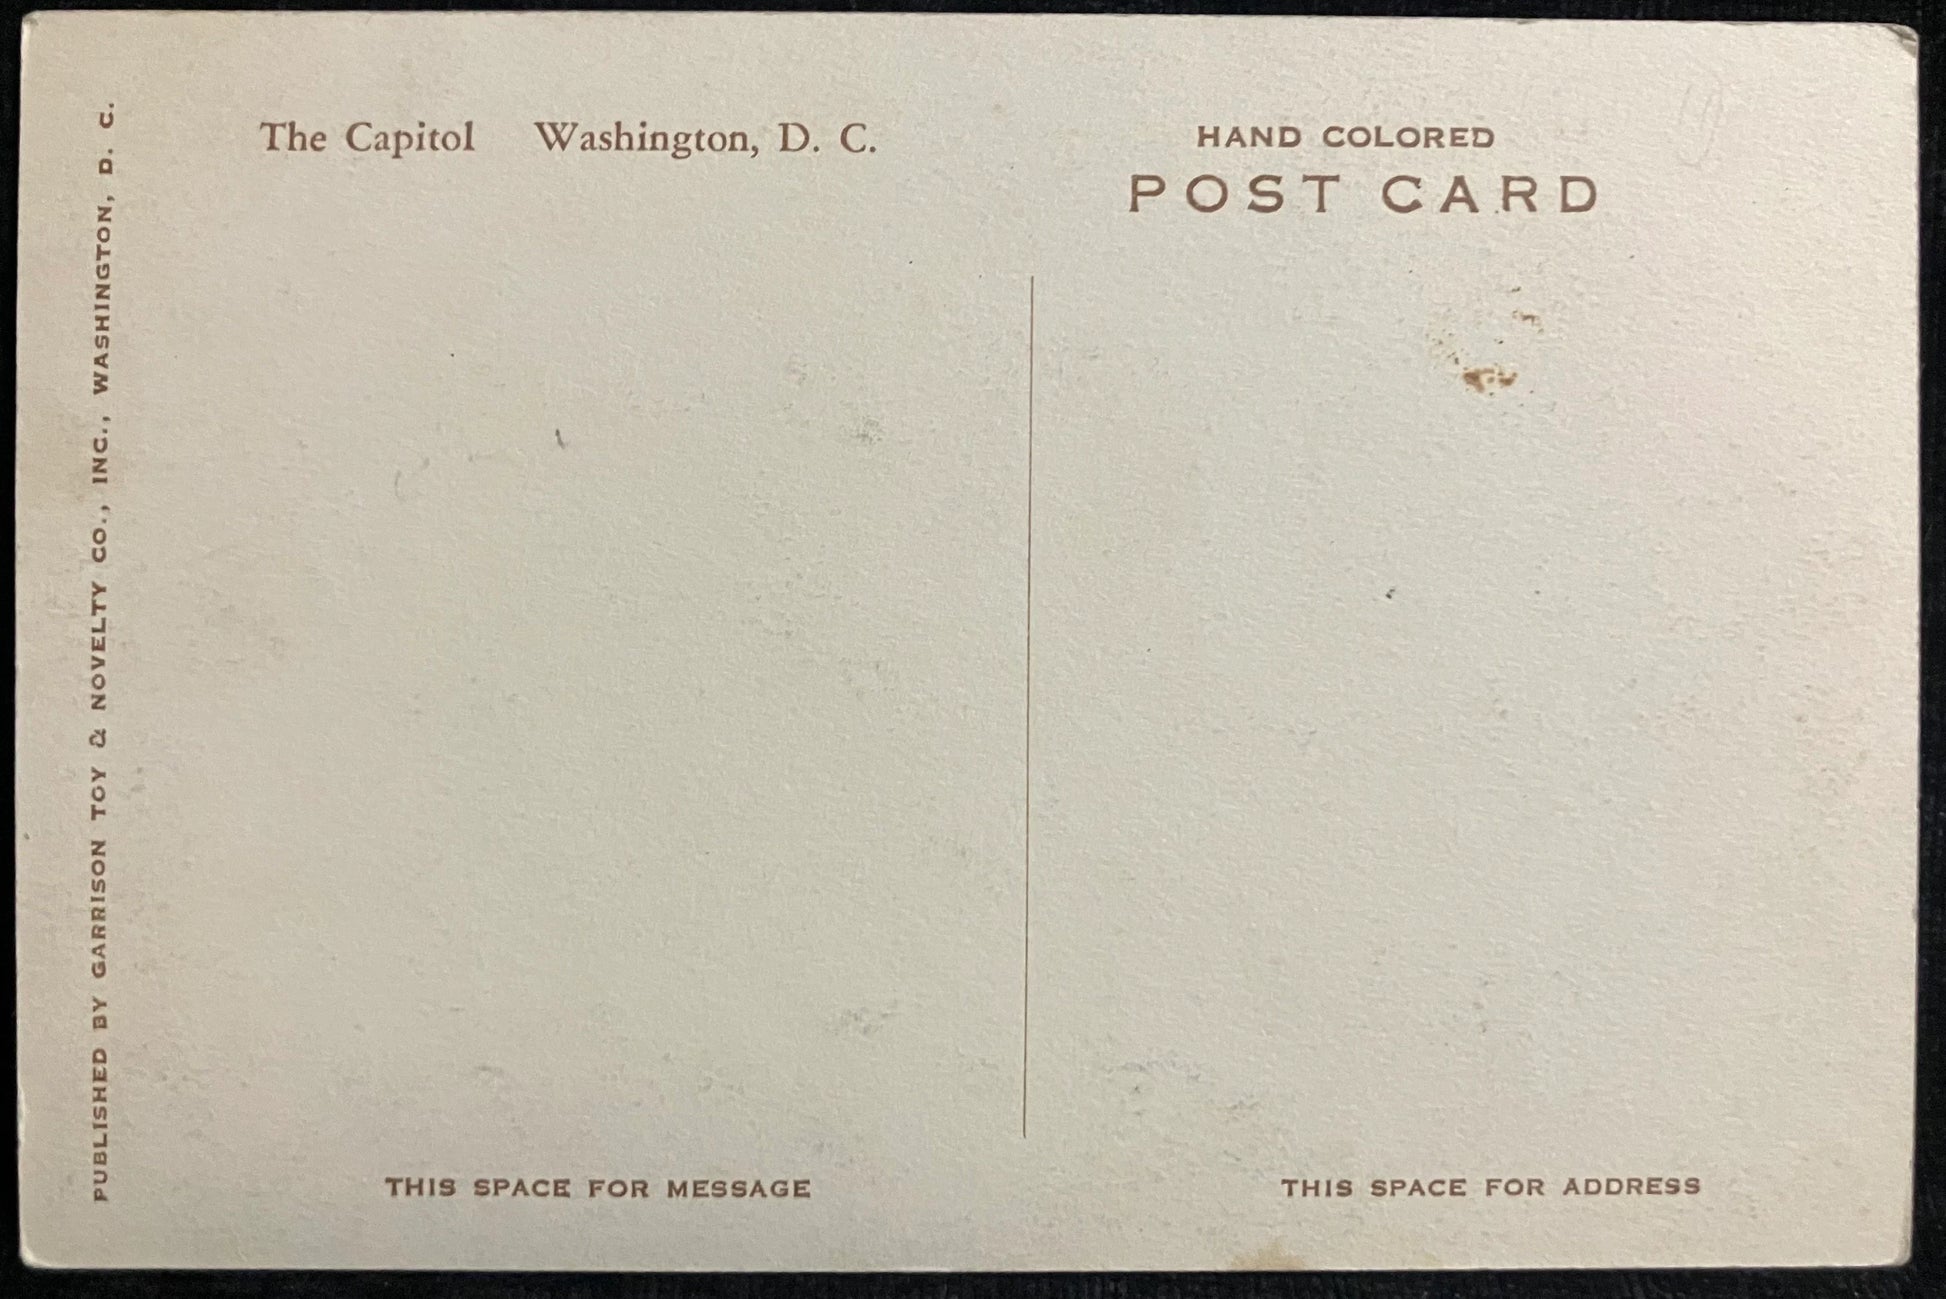 The Capitol Washington, D. C.
HAND COLORED
POST CARD
PUBLISHED BY GARRISON TOY & NOVELTY CO., INC., WASHINGTON, D. C.
THIS SPACE FOR MESSAGE
THIS SPACE FOR ADDRESS